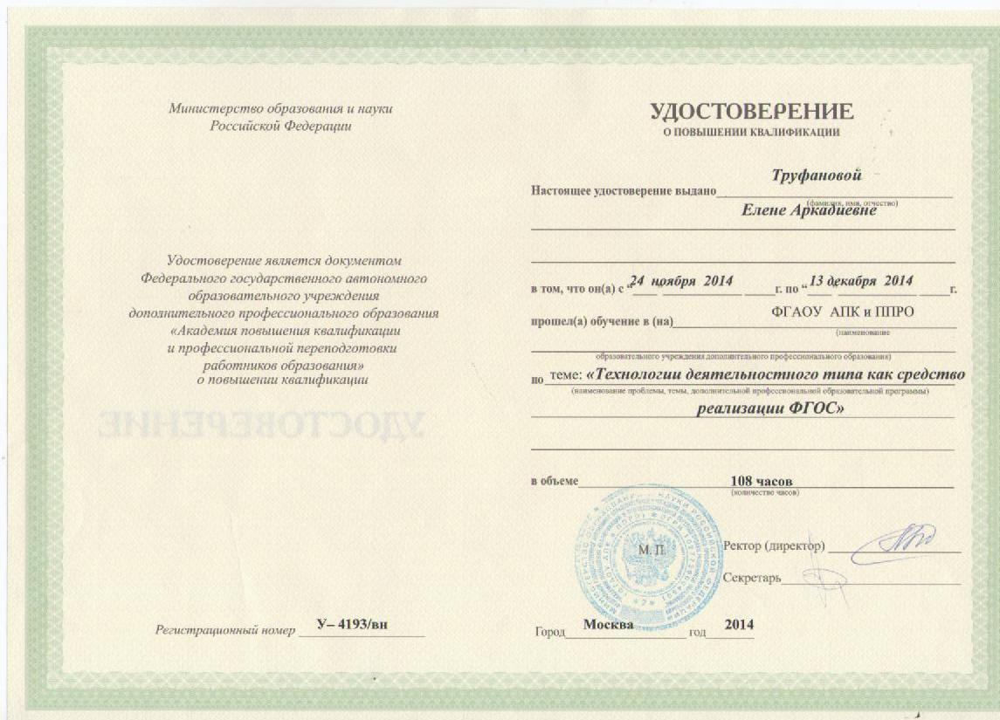 Министерство образования и науки
Российской Федерации
Удостоверение является документом
Федерального государственного автономного
образовательного учреждения
дополнительного профессионального образования
«Академия повышения квалификации
и профессиональной переподготовки
работников образования»
о повышении квалификации
УДОСТОВЕРЕНИЕ
Регистрационный номер У– 4193/вн
УДОСТОВЕРЕНИЕ
О ПОВЫШЕНИИ КВАЛИФИКАЦИИ
Труфановой
Настоящее удостоверение выдано
(фамилия, имя, отчество)
Елене Аркадиевне
в том, что он(а) с “24 ноября 2014 г. по “ 13 декабря 2014 г.
прошел(а) обучение в (на) ФГАОУ АПК и ППРО
(наименование
образовательного учреждения дополнительного профессионального образования)
по теме: «Технологии деятельностного типа как средство
(наименование проблемы, темы, дополнительной профессиональной образовательной программы)
реализации ФГОС»
в объеме 108 часов
(количество часов)
М. П.
Ректор (директор)
Секретарь
Город Москва год 2014